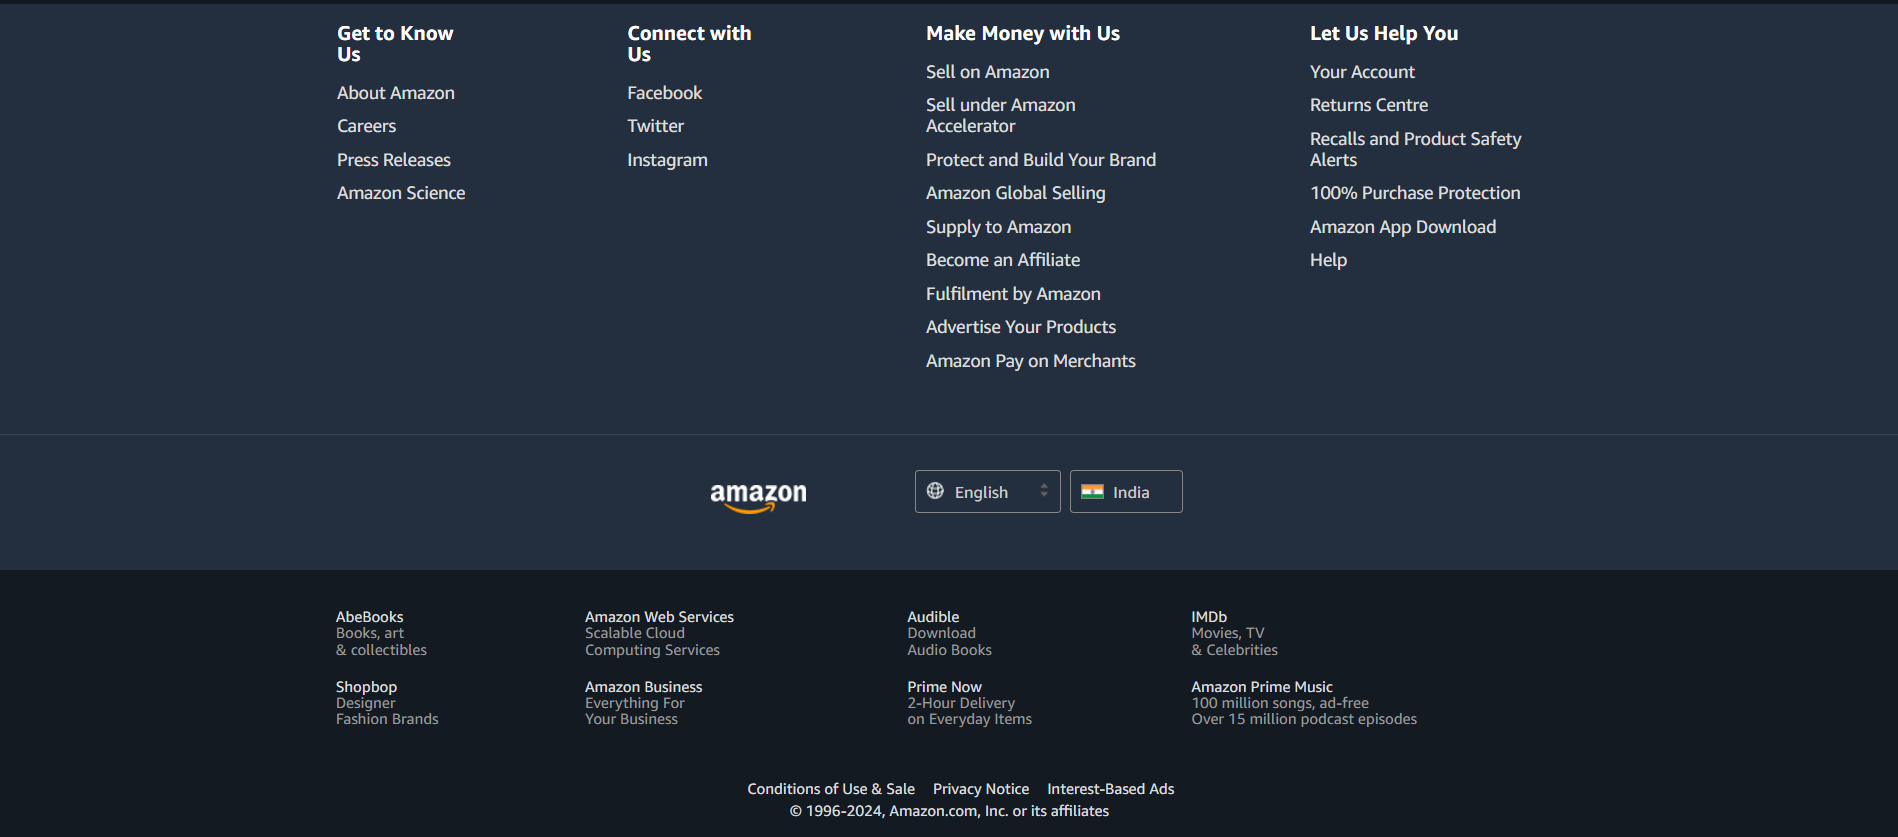 Get to Know
Us
About Amazon
Careers
Press Releases
Amazon Science
Connect with
Us
Facebook
Twitter
Instagram
Make Money with Us
Sell on Amazon
Sell under Amazon
Accelerator
Protect and Build Your Brand
Amazon Global Selling
Supply to Amazon
Become an Affiliate
Fulfilment by Amazon
Advertise Your Products
Amazon Pay on Merchants
Let Us Help You
Your Account
Returns Centre
Recalls and Product Safety
Alerts
100% Purchase Protection
Amazon App Download
Help
amazon
English
India
AbeBooks
Books, art
& collectibles
Amazon Web Services
Scalable Cloud
Computing Services
Audible
Download
Audio Books
IMDb
Movies, TV
& Celebrities
Shopbop
Designer
Fashion Brands
Amazon Business
Everything For
Your Business
Prime Now
2-Hour Delivery
on Everyday Items
Amazon Prime Music
100 million songs, ad-free
Over 15 million podcast episodes
Conditions of Use & Sale Privacy Notice Interest-Based Ads
© 1996-2024, Amazon.com, Inc. or its affiliates